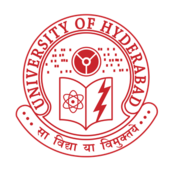 UNIVERSITY OF HYDERABAD
सा विद्या या विमुक्तये